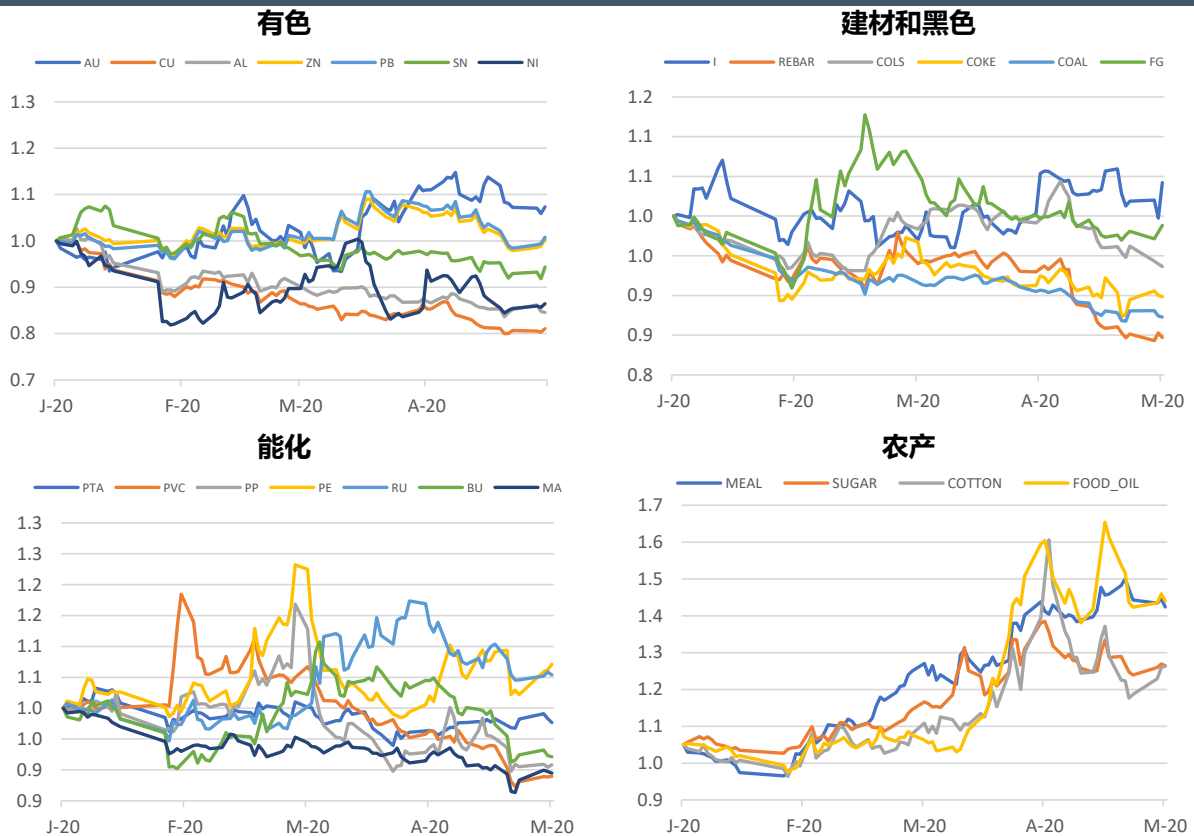 有色
AU CU AL ZN PB SN NI
1.3
1.2
1.1
1.0
0.9
0.8
0.7
J-20 F-20 M-20 A-20
建材和黑色
I REBAR COLS COKE COAL FG
1.2
1.1
1.1
1.0
1.0
0.9
0.9
0.8
J-20 F-20 M-20 A-20 M-20
能化
PTA PVC PP PE RU BU MA
1.3
1.3
1.2
1.2
1.1
1.1
1.0
1.0
0.9
0.9
J-20 F-20 M-20 A-20 M-20
农产
MEAL SUGAR COTTON FOOD_OIL
1.7
1.6
1.5
1.4
1.3
1.2
1.1
1.0
0.9
J-20 F-20 M-20 A-20 M-20